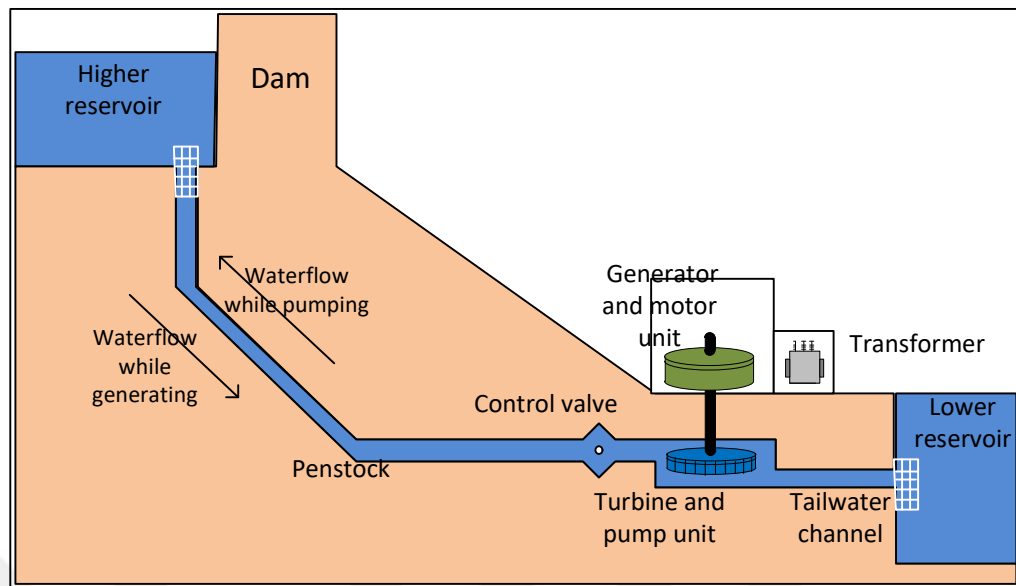 Higher
reservoir
Dam
Waterflow
while pumping
Waterflow
while
generating
Generator
and motor
unit
Transformer
Control valve
Lower
reservoir
Penstock
Turbine and
pump unit
Tailwater
channel